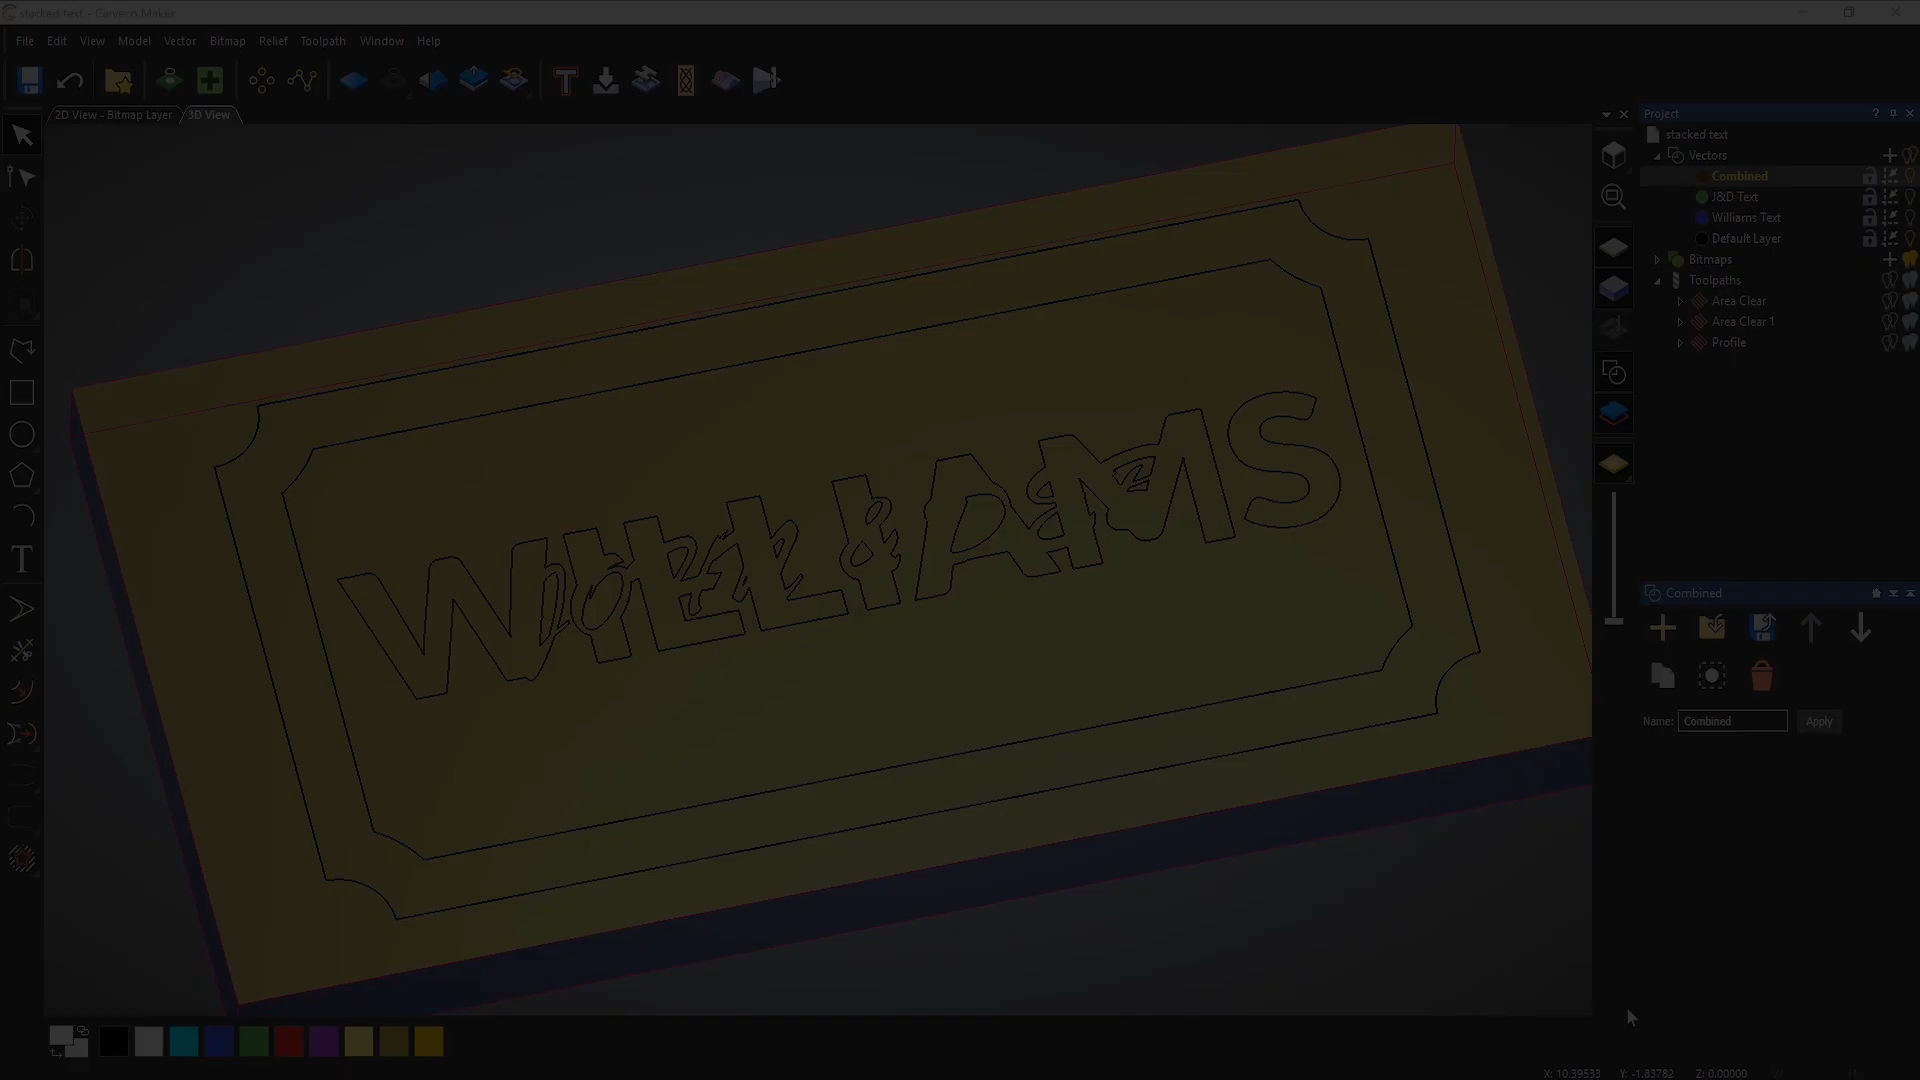 stacked text - Carveco Maker
File Edit View Model Vector Bitmap Relief Toolpath Window Help
2D View - Bitmap Layer 3D View
Project
stacked text
Vectors
Combined
J&D Text
Williams Text
Default Layer
Bitmaps
Toolpaths
Area Clear
Area Clear 1
Profile
WILLIAMS
T
Combined
Name: Combined Apply
X: 10.39533 Y: -1.83782 Z: 0.00000